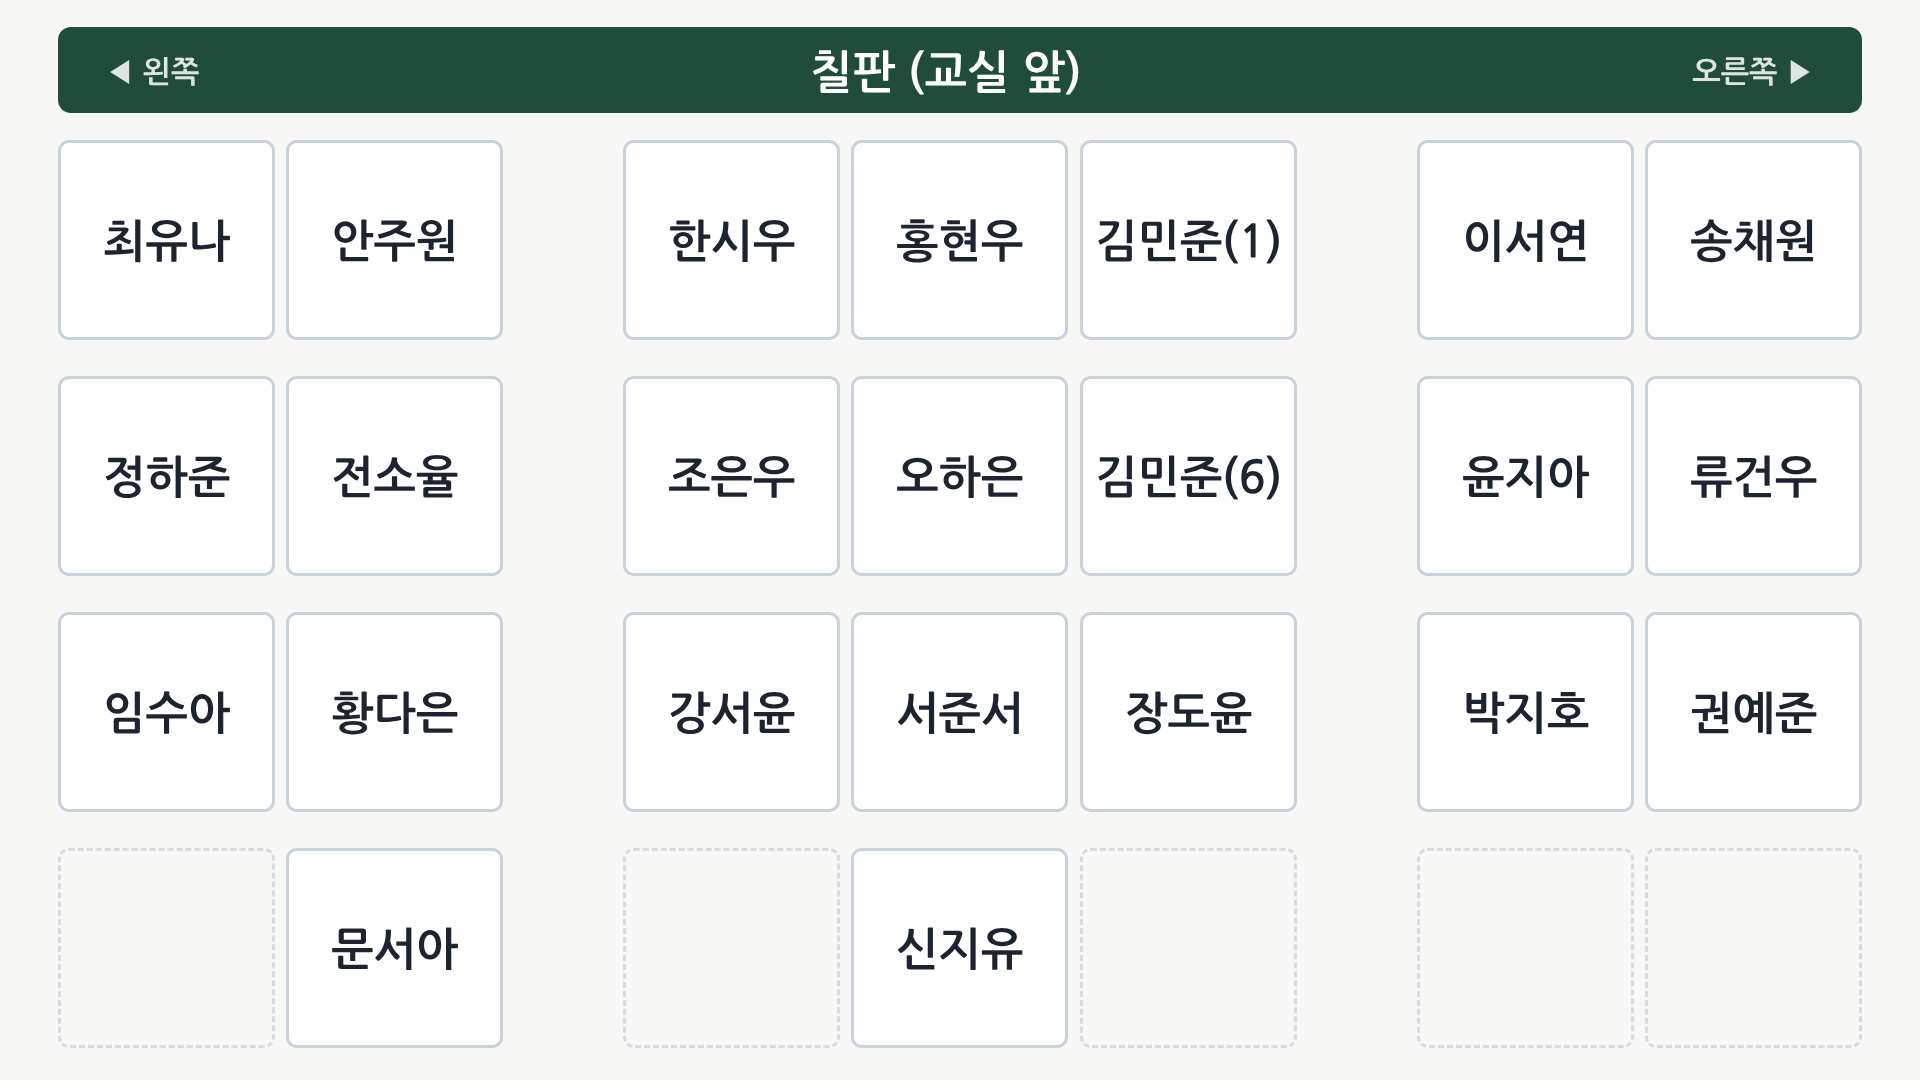 ◀ 왼쪽 칠판 (교실 앞) 오른쪽 ▶
최유나 안주원 한시우 홍현우 김민준(1) 이서연 송채원
정하준 전소율 조은우 오하은 김민준(6) 윤지아 류건우
임수아 황다은 강서윤 서준서 장도윤 박지호 권예준
문서아 신지유